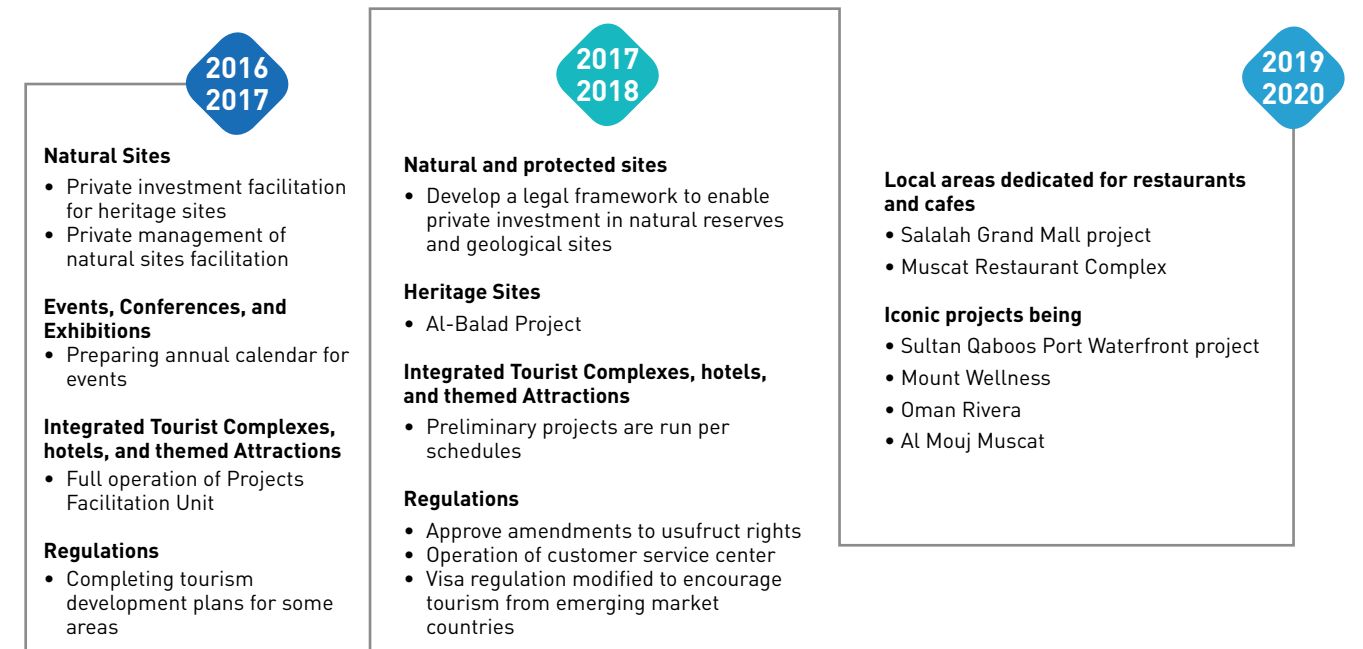 2016
2017
Natural Sites
• Private investment facilitation
for heritage sites
• Private management of
natural sites facilitation
Events, Conferences, and
Exhibitions
• Preparing annual calendar for
events
Integrated Tourist Complexes,
hotels, and themed Attractions
• Full operation of Projects
Facilitation Unit
Regulations
• Completing tourism
development plans for some
areas
2017
2018
Natural and protected sites
• Develop a legal framework to enable
private investment in natural reserves
and geological sites
Heritage Sites
• Al-Balad Project
Integrated Tourist Complexes, hotels,
and themed Attractions
• Preliminary projects are run per
schedules
Regulations
• Approve amendments to usufruct rights
• Operation of customer service center
• Visa regulation modified to encourage
tourism from emerging market
countries
2019
2020
Local areas dedicated for restaurants
and cafes
• Salalah Grand Mall project
• Muscat Restaurant Complex
Iconic projects being
• Sultan Qaboos Port Waterfront project
• Mount Wellness
• Oman Rivera
• Al Mouj Muscat